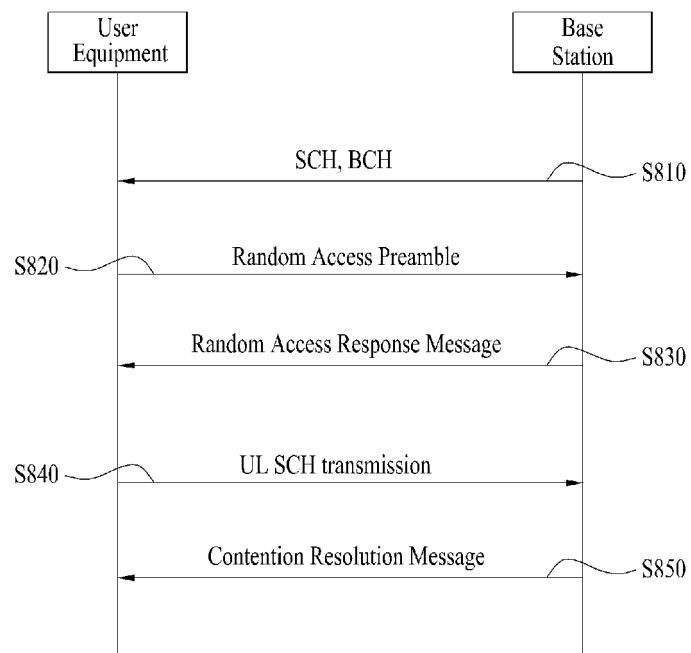 User
Equipment
Base
Station
SCH, BCH
S810
S820
Random Access Preamble
Random Access Response Message
S830
S840
UL SCH transmission
Contention Resolution Message
S850